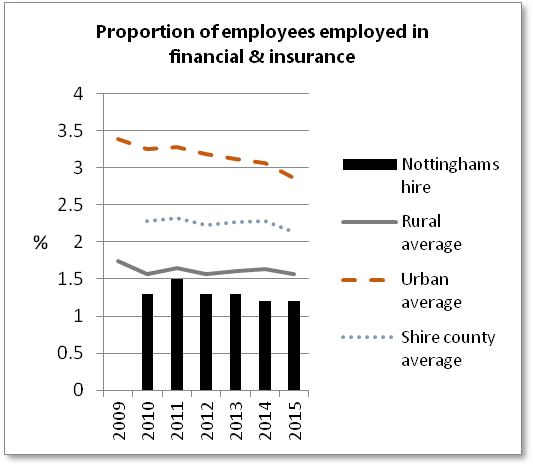 Proportion of employees employed in
financial & insurance
4
3.5
3
2.5
2
1.5
1
0.5
0
%
2009
2010
2011
2012
2013
2014
2015
Nottinghams
hire
Rural
average
Urban
average
Shire county
average